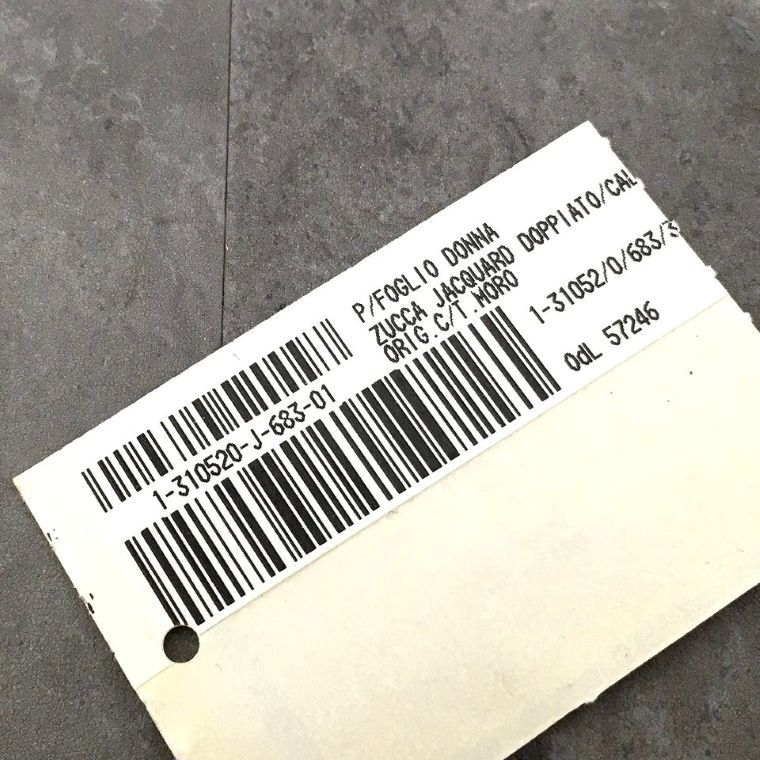 P/FOGLIO DONNA
ZUCCA JACQUARD DOPPIATO/CAL
ORIG.C/T.MORO
1-31052/0/683/3
OdL 57246
1-310520-J-683-01